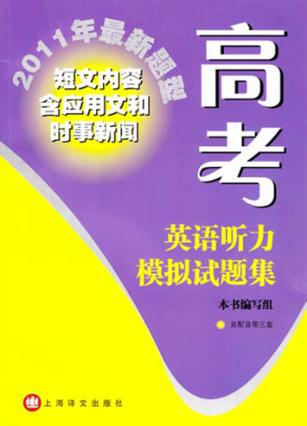 2011年最新题型
短文内容
含应用文和
时事新闻
高考
英语听力
模拟试题集
本书编写组
另配音带三盒
上海译文出版社